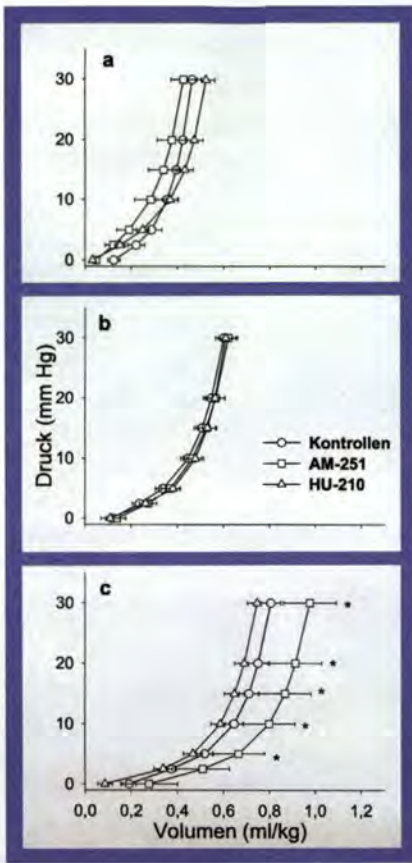 a
30
20
10
0
b
30
20
10
0
Druck (mm Hg)
Kontrollen
AM-251
HU-210
c
30
20
10
0
*
*
*
*
*
0,0 0,2 0,4 0,6 0,8 1,0 1,2
Volumen (ml/kg)